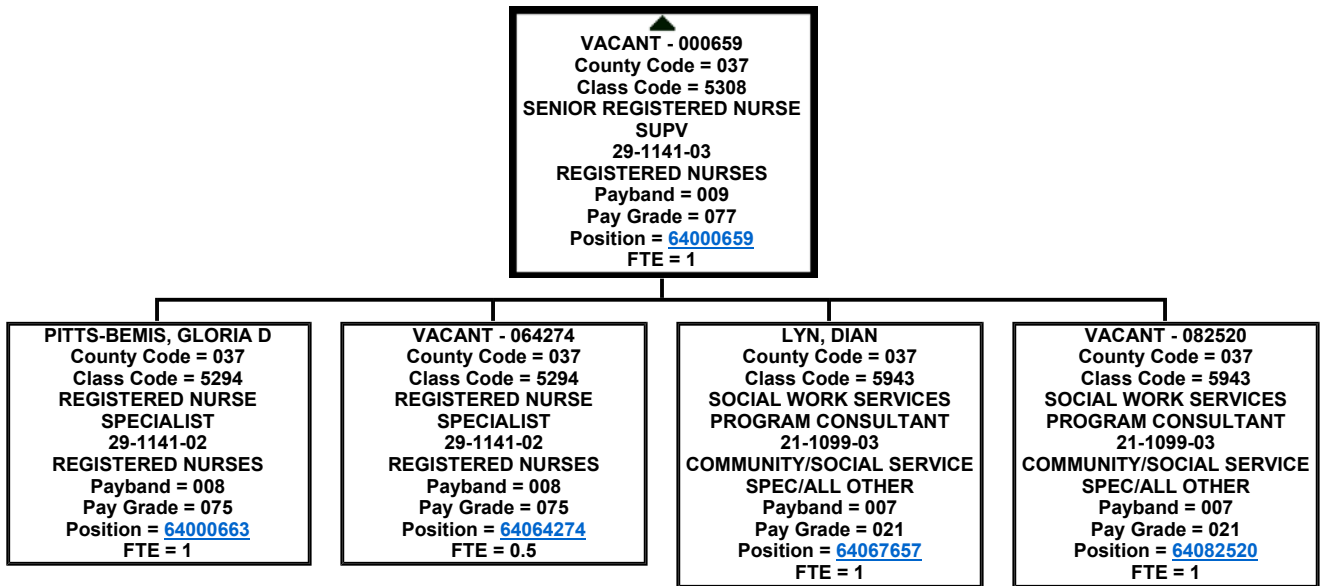 VACANT - 000659
County Code = 037
Class Code = 5308
SENIOR REGISTERED NURSE
SUPV
29-1141-03
REGISTERED NURSES
Payband = 009
Pay Grade = 077
Position = 64000659
FTE = 1
PITTS-BEMIS, GLORIA D
County Code = 037
Class Code = 5294
REGISTERED NURSE
SPECIALIST
29-1141-02
REGISTERED NURSES
Payband = 008
Pay Grade = 075
Position = 64000663
FTE = 1
VACANT - 064274
County Code = 037
Class Code = 5294
REGISTERED NURSE
SPECIALIST
29-1141-02
REGISTERED NURSES
Payband = 008
Pay Grade = 075
Position = 64064274
FTE = 0.5
LYN, DIAN
County Code = 037
Class Code = 5943
SOCIAL WORK SERVICES
PROGRAM CONSULTANT
21-1099-03
COMMUNITY/SOCIAL SERVICE
SPEC/ALL OTHER
Payband = 007
Pay Grade = 021
Position = 64067657
FTE = 1
VACANT - 082520
County Code = 037
Class Code = 5943
SOCIAL WORK SERVICES
PROGRAM CONSULTANT
21-1099-03
COMMUNITY/SOCIAL SERVICE
SPEC/ALL OTHER
Payband = 007
Pay Grade = 021
Position = 64082520
FTE = 1